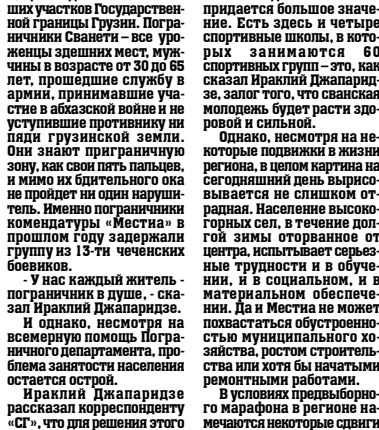 ших участков Государствен-
ной границы Грузии. Погра-
ничники Сванети – все уро-
женцы здешних мест, муж-
чины в возрасте от 30 до 65
лет, прошедшие службу в
армии, принимавшие уча-
стие в абхазской войне и не
уступившие противнику ни
пяди грузинской земли.
Они знают приграничную
зону, как свои пять пальцев,
и мимо их бдительного ока
не пройдет ни один наруши-
тель. Именно пограничники
комендатуры «Местиа» в
прошлом году задержали
группу из 13-ти чеченских
боевиков.
- У нас каждый житель -
пограничник в душе, - ска-
зал Ираклий Джапаридзе.
И однако, несмотря на
всемерную помощь Погра-
ничного департамента, про-
блема занятости населения
остается острой.
Ираклий Джапаридзе
рассказал корреспонденту
«СГ», что для решения этого
придается большое значе-
ние. Есть здесь и четыре
спортивные школы, в кото-
рых занимаются 60
спортивных групп – это, как
сказал Ираклий Джапарид-
зе, залог того, что сванская
молодежь будет расти здо-
ровой и сильной.
Однако, несмотря на не-
которые подвижки в жизни
региона, в целом картина на
сегодняшний день вырисо-
вывается не слишком от-
радная. Население высоко-
горных сел, в течение дол-
гой зимы оторванное от
центра, испытывает серьез-
ные трудности и в обуче-
нии, и в социальном, и в
материальном обеспече-
нии. Да и Местиа не может
похвастаться обустроенно-
стью муниципального хо-
зяйства, ростом строитель-
ства или хотя бы начатыми
ремонтными работами.
В условиях предвыборно-
го марафона в регионе на-
мечаются некоторые сдвиги